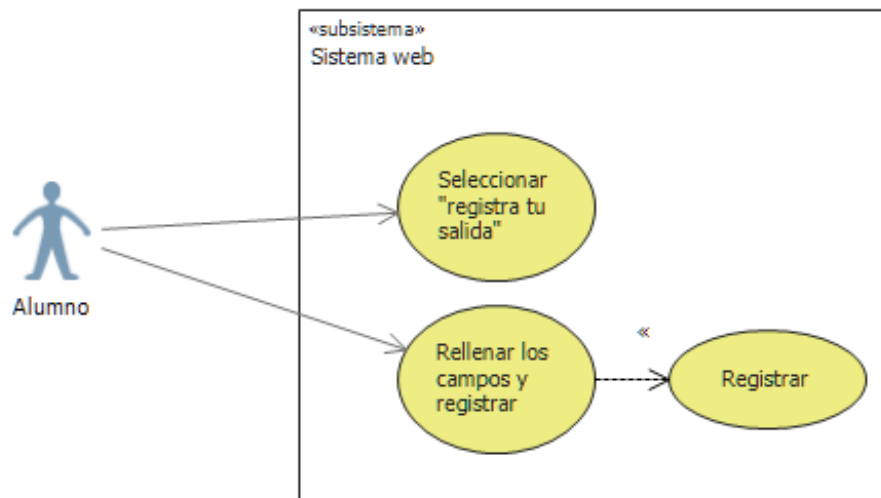 «subsistema»
Sistema web
Seleccionar
"registra tu
salida"
Alumno
Rellenar los
campos y
registrar
«
Registrar